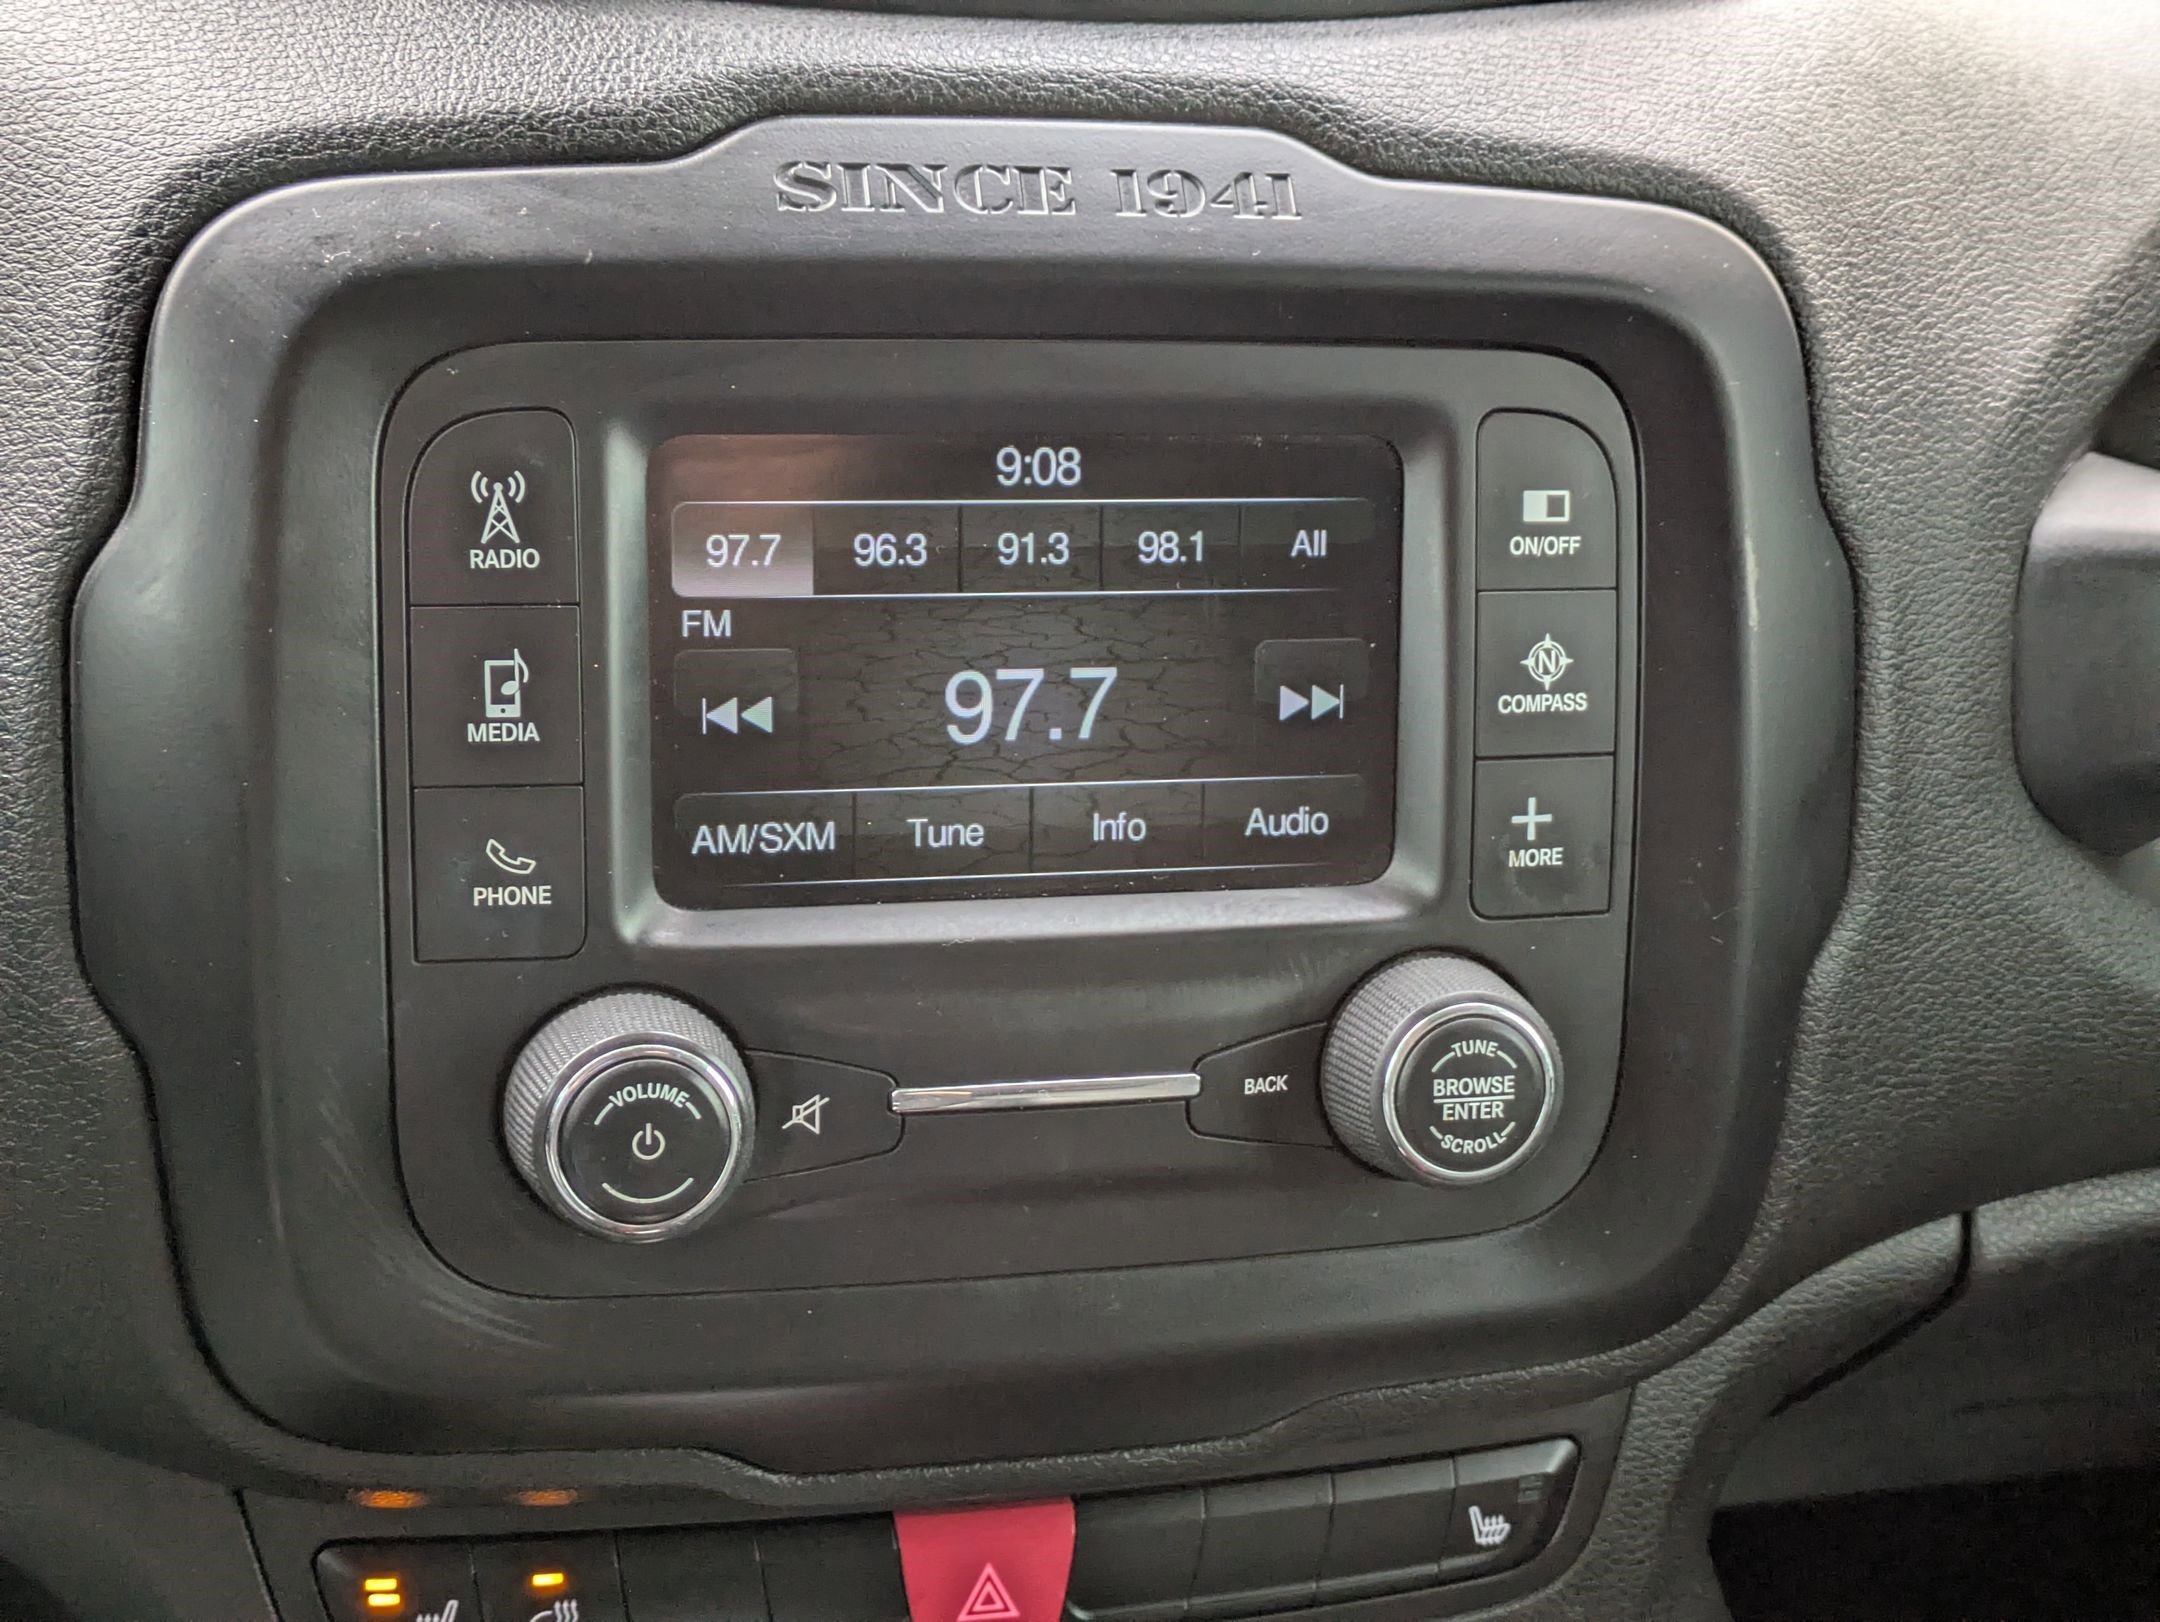 SINCE 1941
9:08
97.7 96.3 91.3 98.1 All
FM
97.7
AM/SXM Tune Info Audio
RADIO
MEDIA
PHONE
ON/OFF
N
COMPASS
MORE
VOLUME
BACK
TUNE
BROWSE
ENTER
SCROLL